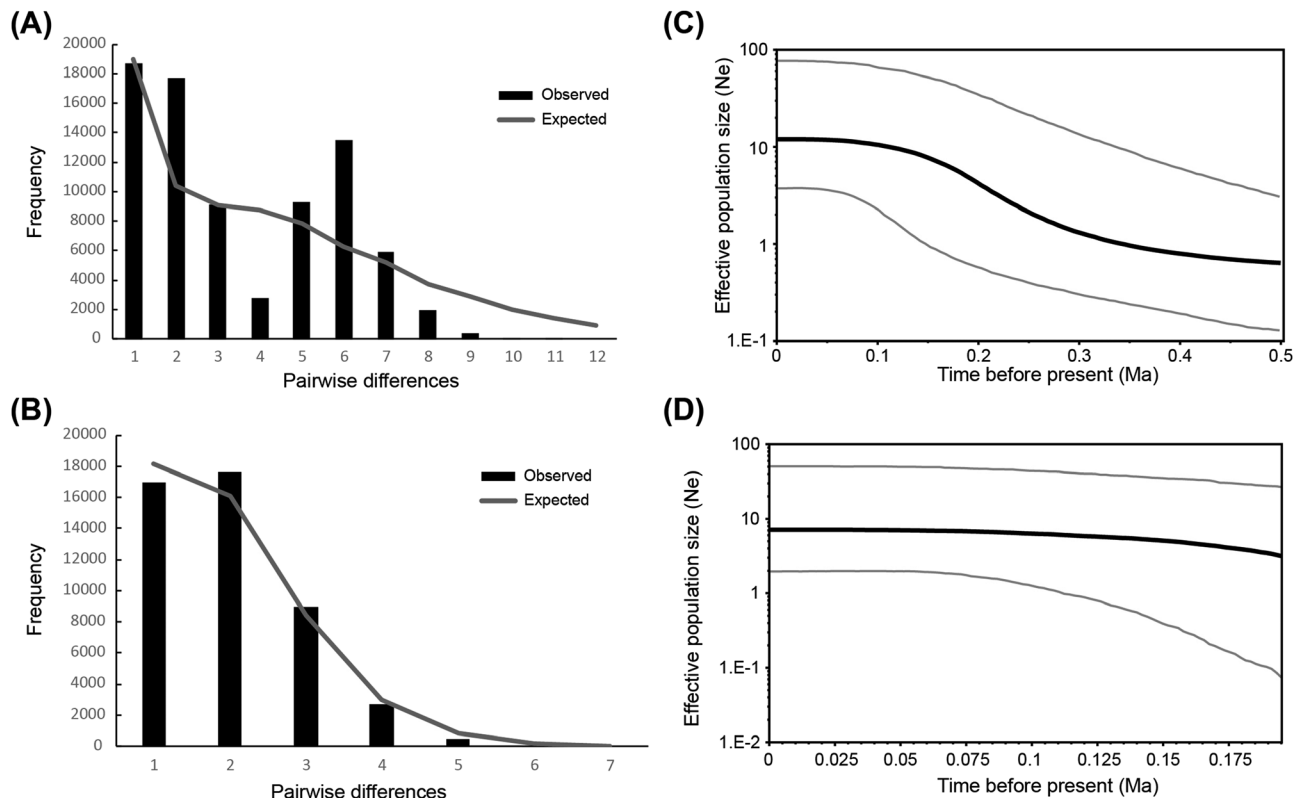 (A)
20000
18000
16000
14000
12000
10000
8000
6000
4000
2000
0
Frequency
Observed
Expected
1 2 3 4 5 6 7 8 9 10 11 12
Pairwise differences
(B)
20000
18000
16000
14000
12000
10000
8000
6000
4000
2000
0
Frequency
Observed
Expected
1 2 3 4 5 6 7
Pairwise differences
(C)
100
10
1
1.E-1
Effective population size (Ne)
0 0.1 0.2 0.3 0.4 0.5
Time before present (Ma)
(D)
100
10
1
1.E-1
1.E-2
Effective population size (Ne)
0 0.025 0.05 0.075 0.1 0.125 0.15 0.175
Time before present (Ma)